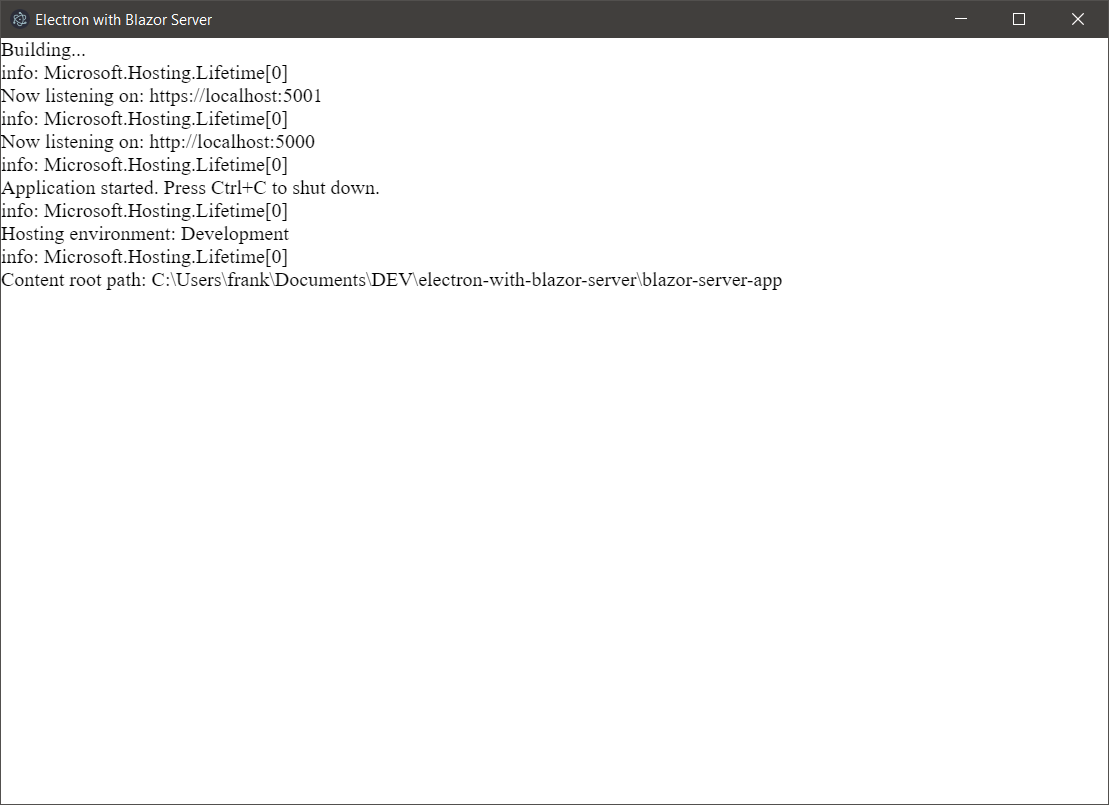 Electron with Blazor Server
Building...
info: Microsoft.Hosting.Lifetime[0]
Now listening on: https://localhost:5001
info: Microsoft.Hosting.Lifetime[0]
Now listening on: http://localhost:5000
info: Microsoft.Hosting.Lifetime[0]
Application started. Press Ctrl+C to shut down.
info: Microsoft.Hosting.Lifetime[0]
Hosting environment: Development
info: Microsoft.Hosting.Lifetime[0]
Content root path: C:\Users\frank\Documents\DEV\electron-with-blazor-server\blazor-server-app